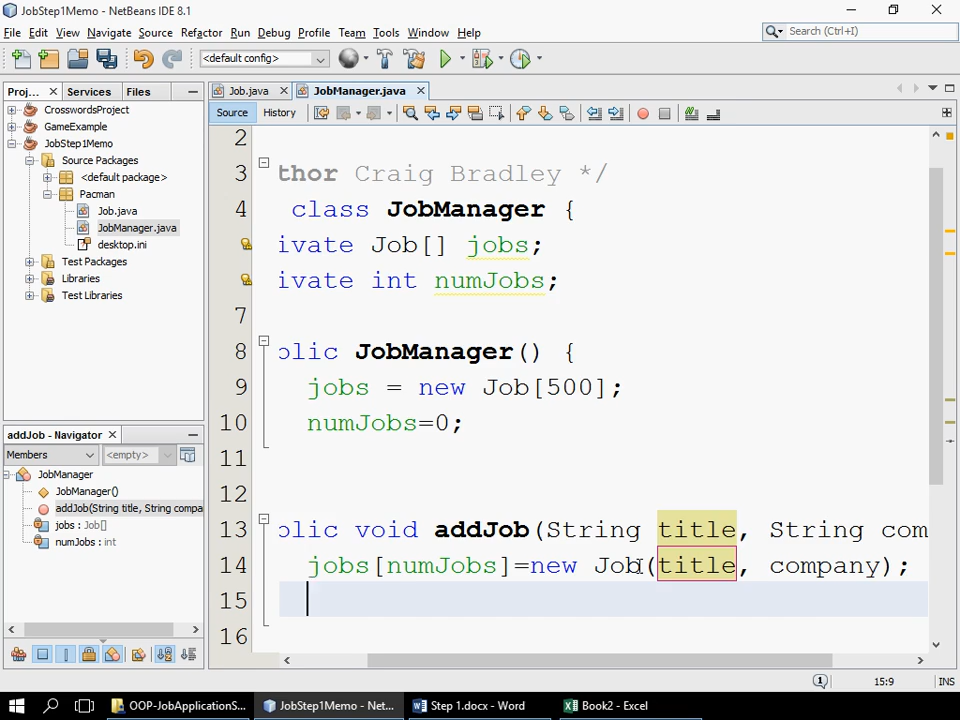 JobStep1Memo - NetBeans IDE 8.1
File Edit View Navigate Source Refactor Run Debug Profile Team Tools Window Help
Search (Ctrl+I)
<default config>
Proj... Services Files
Job.java JobManager.java
CrosswordsProject
GameExample
JobStep1Memo
Source Packages
<default package>
Pacman
Job.java
JobManager.java
desktop.ini
Test Packages
Libraries
Test Libraries
Source History
2
3 thor Craig Bradley */
4 class JobManager {
ivate Job[] jobs;
ivate int numJobs;
7
8 olic JobManager() {
9 jobs = new Job[500];
10 numJobs=0;
11
12
13 olic void addJob(String title, String com
14 jobs[numJobs]=new Job(title, company);
15
16
addJob - Navigator
Members <empty>
JobManager
JobManager()
addJob(String title, String compa
jobs : Job[]
numJobs : int
1 15:9 INS
OOP-JobApplicationS... JobStep1Memo - Net... Step 1.docx - Word Book2 - Excel